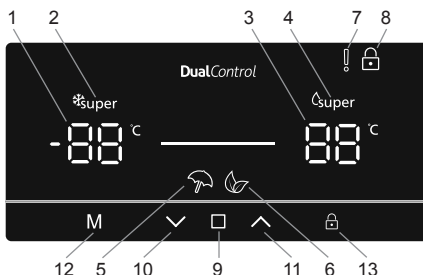 1 2 3 4 7 8
DualControl
super super
-88 °C 88 °C
M
12 5 10 9 11 6 13